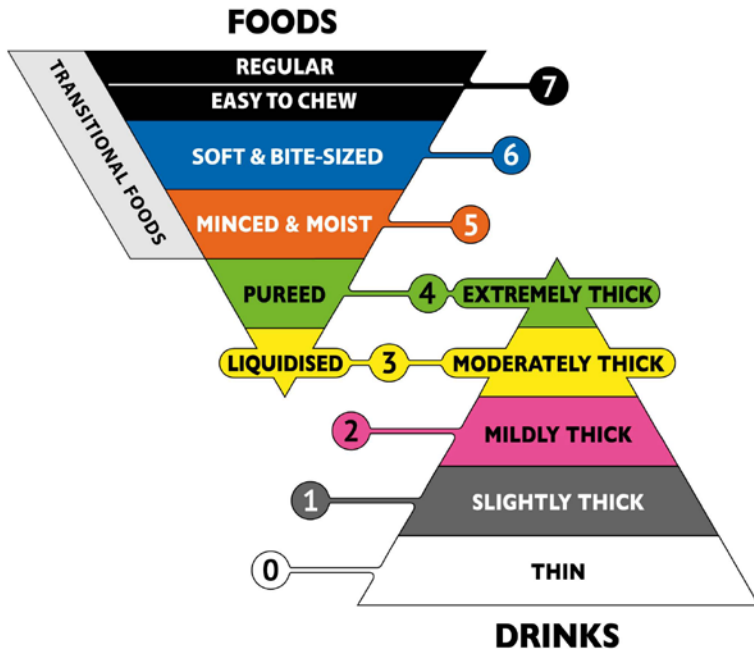 FOODS
REGULAR
EASY TO CHEW
7
TRANSITIONAL FOODS
SOFT & BITE-SIZED
6
MINCED & MOIST
5
PUREED
4
EXTREMELY THICK
LIQUIDISED
3
MODERATELY THICK
2
MILDLY THICK
1
SLIGHTLY THICK
0
THIN
DRINKS